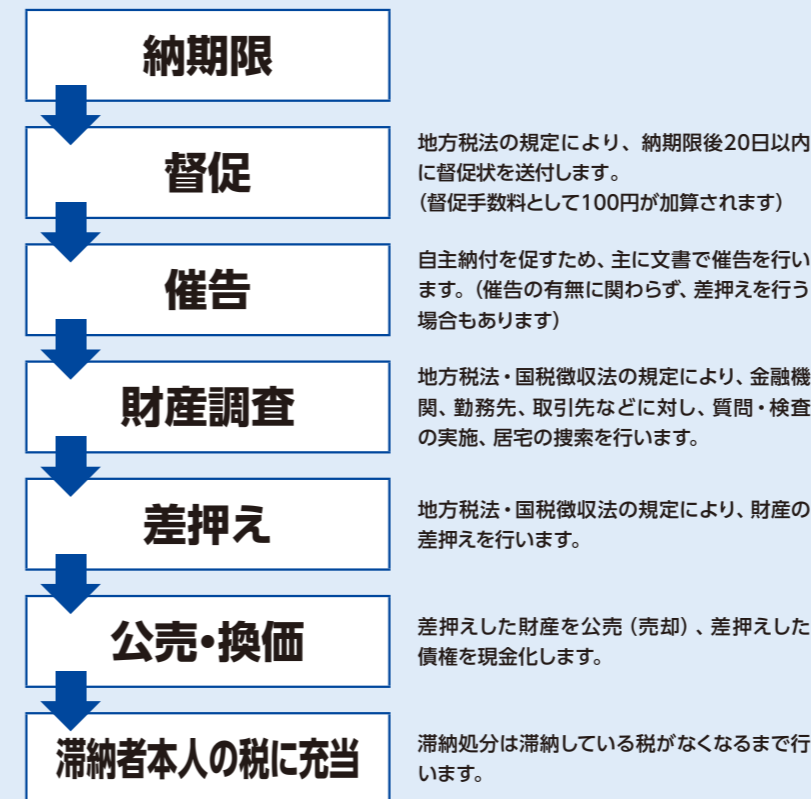 納期限
督促
地方税法の規定により、納期限後20日以内
に督促状を送付します。
(督促手数料として100円が加算されます)
催告
自主納付を促すため、主に文書で催告を行い
ます。(催告の有無に関わらず、差押えを行う
場合もあります)
財産調査
地方税法・国税徴収法の規定により、金融機
関、勤務先、取引先などに対し、質問・検査
の実施、居宅の捜索を行います。
差押え
地方税法・国税徴収法の規定により、財産の
差押えを行います。
公売・換価
差押えした財産を公売(売却)、差押えした
債権を現金化します。
滞納者本人の税に充当
滞納処分は滞納している税がなくなるまで行
います。